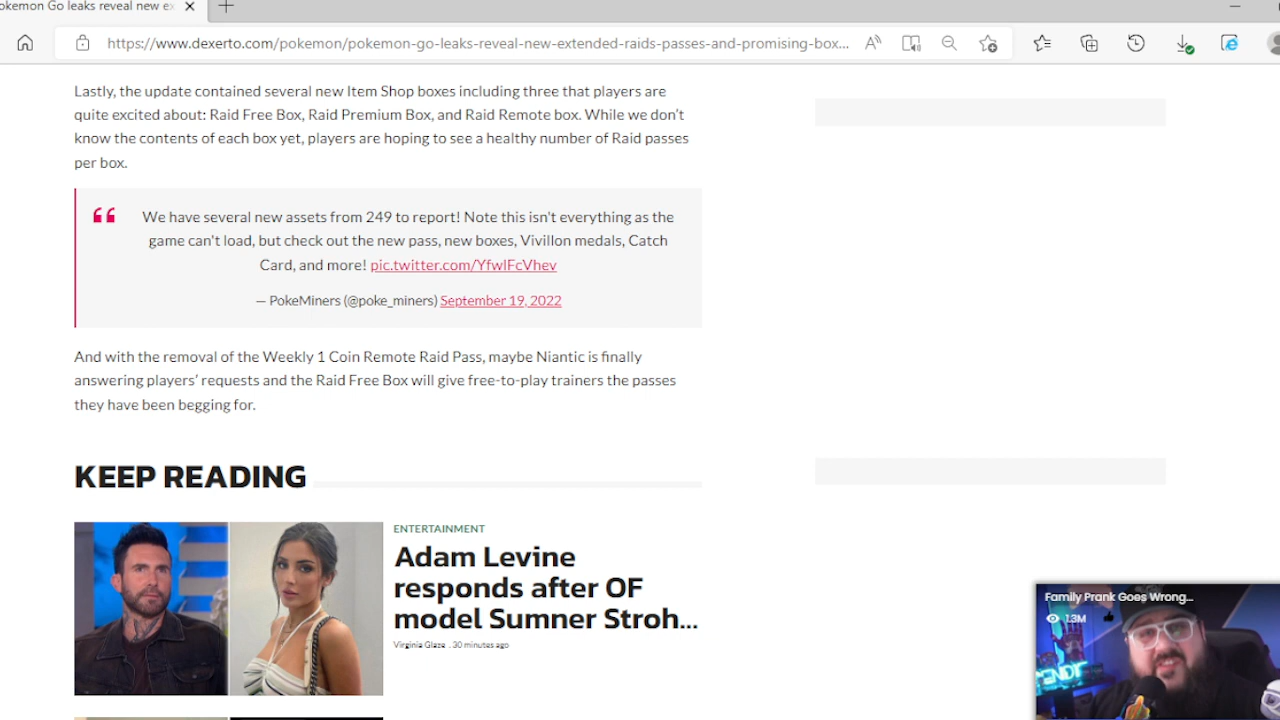 okemon Go leaks reveal new ex
https://www.dexerto.com/pokemon/pokemon-go-leaks-reveal-new-extended-raids-passes-and-promising-box...
Lastly, the update contained several new Item Shop boxes including three that players are
quite excited about: Raid Free Box, Raid Premium Box, and Raid Remote box. While we don’t
know the contents of each box yet, players are hoping to see a healthy number of Raid passes
per box.
We have several new assets from 249 to report! Note this isn't everything as the
game can't load, but check out the new pass, new boxes, Vivillon medals, Catch
Card, and more! pic.twitter.com/YfwlFcVhev
— PokeMiners (@poke_miners) September 19, 2022
And with the removal of the Weekly 1 Coin Remote Raid Pass, maybe Niantic is finally
answering players’ requests and the Raid Free Box will give free-to-play trainers the passes
they have been begging for.
KEEP READING
ENTERTAINMENT
Adam Levine
responds after OF
model Sumner Stroh...
Virginia Glaze . 30 minutes ago
Family Prank Goes Wrong...
1.3M